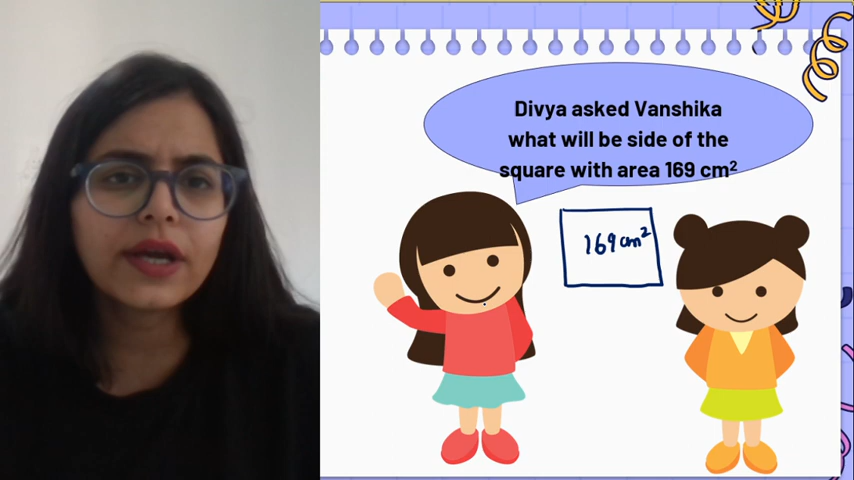 Divya asked Vanshika
what will be side of the
square with area 169 cm²
169 cm²